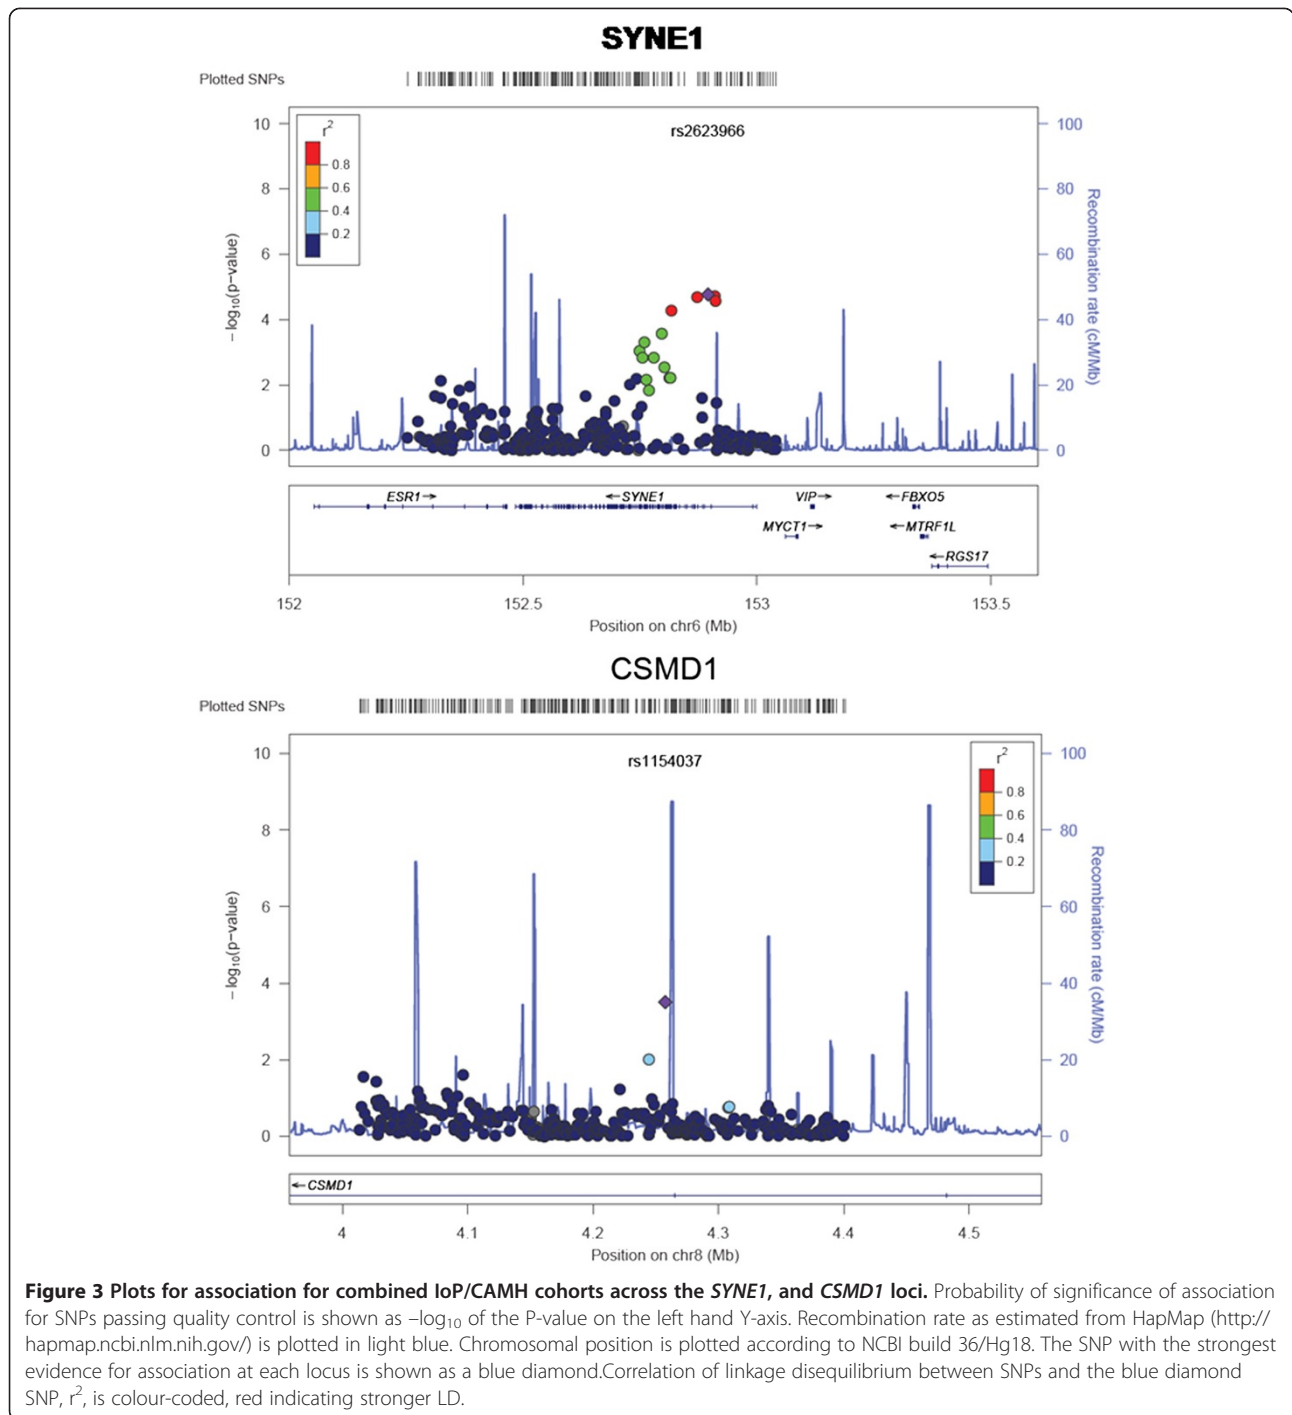 SYNE1
Plotted SNPs
10
8
6
4
2
0
r2
0.8
0.6
0.4
0.2
rs2623966
100
80
60
40
20
0
−log10(p−value)
Recombination rate (cM/Mb)
ESR1→
←SYNE1
VIP→
←FBXO5
MYCT1→
←MTRF1L
←RGS17
152
152.5
153
153.5
Position on chr6 (Mb)
CSMD1
Plotted SNPs
10
8
6
4
2
0
rs1154037
r2
0.8
0.6
0.4
0.2
100
80
60
40
20
0
−log10(p−value)
Recombination rate (cM/Mb)
←CSMD1
4
4.1
4.2
4.3
4.4
4.5
Position on chr8 (Mb)
Figure 3 Plots for association for combined IoP/CAMH cohorts across the SYNE1, and CSMD1 loci. Probability of significance of association
for SNPs passing quality control is shown as –log10 of the P-value on the left hand Y-axis. Recombination rate as estimated from HapMap (http://
hapmap.ncbi.nlm.nih.gov/) is plotted in light blue. Chromosomal position is plotted according to NCBI build 36/Hg18. The SNP with the strongest
evidence for association at each locus is shown as a blue diamond.Correlation of linkage disequilibrium between SNPs and the blue diamond
SNP, r2, is colour-coded, red indicating stronger LD.